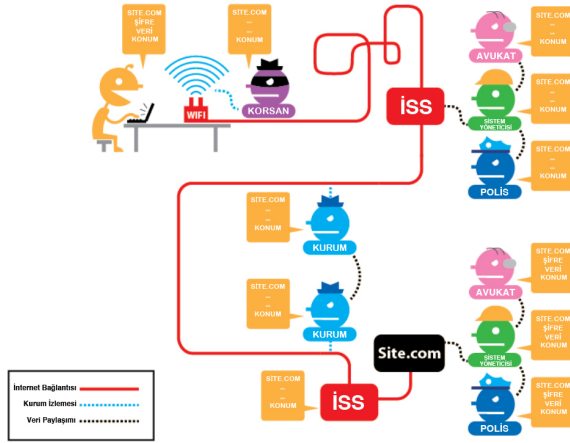 SİTE.COM
ŞİFRE
VERİ
KONUM
SİTE.COM
...
...
KONUM
WIFI
KORSAN
İSS
SİTE.COM
...
...
KONUM
AVUKAT
SİTE.COM
...
...
KONUM
SİSTEM
YÖNETİCİSİ
SİTE.COM
...
...
KONUM
POLİS
SİTE.COM
...
...
KONUM
KURUM
SİTE.COM
...
...
KONUM
KURUM
SİTE.COM
ŞİFRE
VERİ
KONUM
AVUKAT
SİTE.COM
ŞİFRE
VERİ
KONUM
SİSTEM
YÖNETİCİSİ
SİTE.COM
ŞİFRE
VERİ
KONUM
POLİS
Site.com
SİTE.COM
...
...
KONUM
İSS
İnternet Bağlantısı
Kurum İzlemesi
Veri Paylaşımı